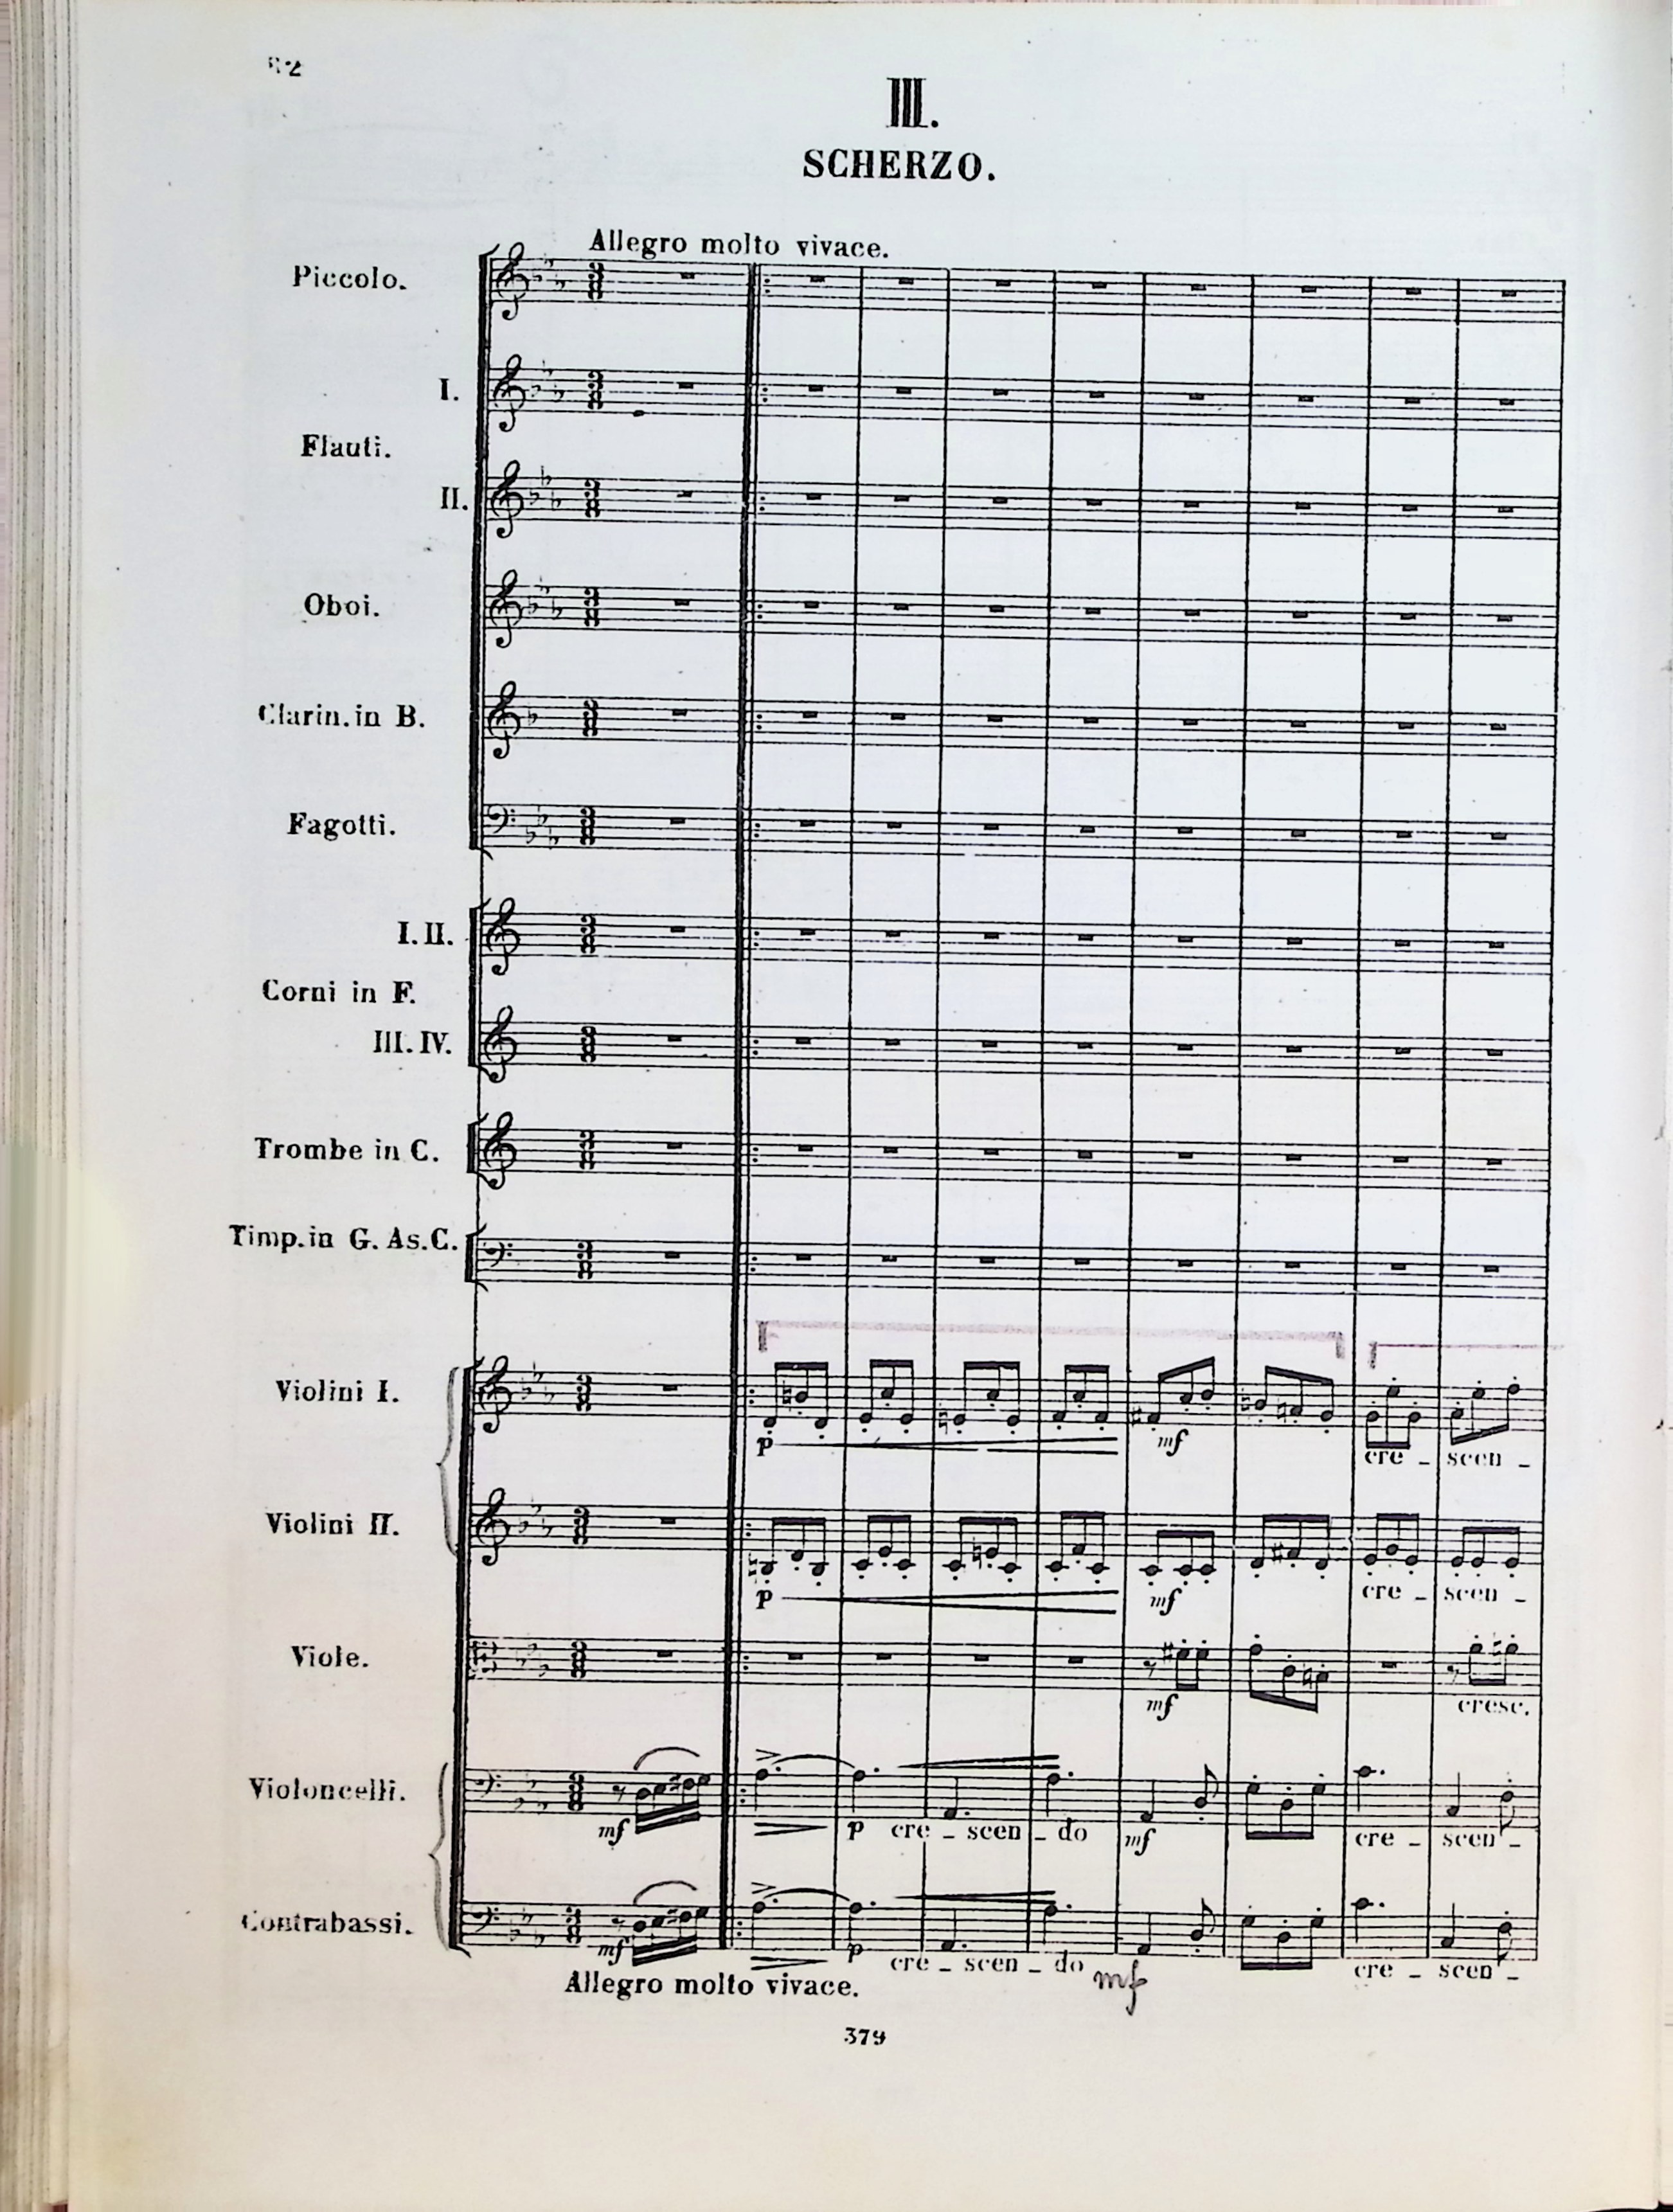 III.
SCHERZO.
Allegro molto vivace.
Piccolo.
I.
Flauti.
II.
Oboi.
Clarin. in B.
Fagotti.
I. II.
Corni in F.
III. IV.
Trombe in C.
Timp. in G. As. C.
Violini I.
p mf cre - scen -
Violini II.
p mf cre - scen -
Viole.
mf cresc.
Violoncelli.
mf p cre - scen - do mf cre - scen -
Contrabassi.
mf p cre - scen - do mf cre - scen -
Allegro molto vivace.
379